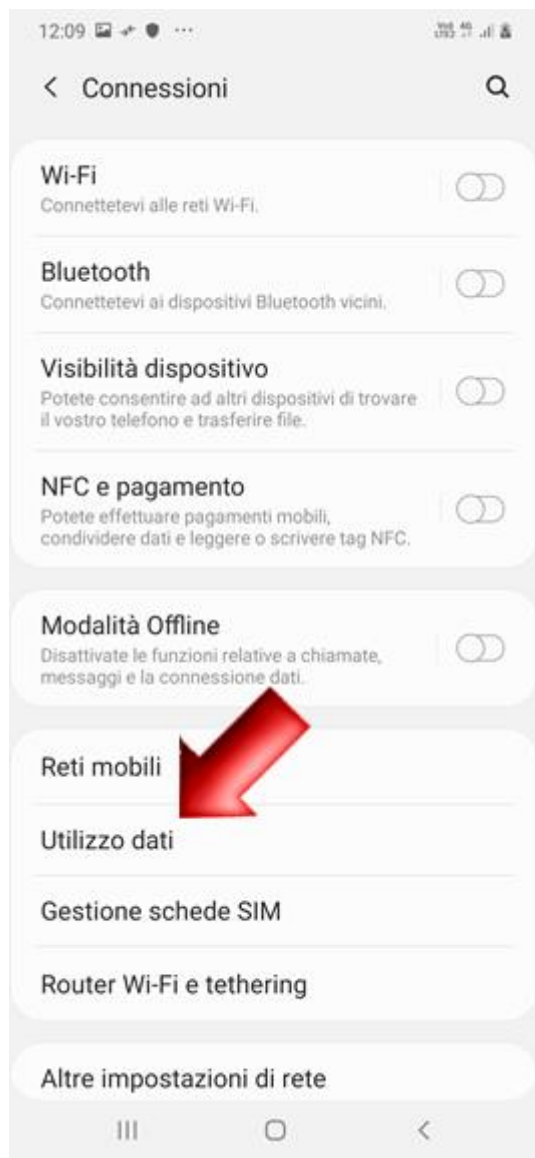 12:09
Connessioni
Wi-Fi
Connettetevi alle reti Wi-Fi.
Bluetooth
Connettetevi ai dispositivi Bluetooth vicini.
Visibilità dispositivo
Potete consentire ad altri dispositivi di trovare
il vostro telefono e trasferire file.
NFC e pagamento
Potete effettuare pagamenti mobili,
condividere dati e leggere o scrivere tag NFC.
Modalità Offline
Disattivate le funzioni relative a chiamate,
messaggi e la connessione dati.
Reti mobili
Utilizzo dati
Gestione schede SIM
Router Wi-Fi e tethering
Altre impostazioni di rete